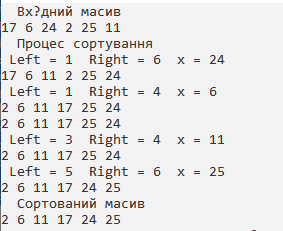 Вх?дний масив
17 6 24 2 25 11
Процес сортування
Left = 1 Right = 6 x = 24
17 6 11 2 25 24
Left = 1 Right = 4 x = 6
2 6 11 17 25 24
2 6 11 17 25 24
Left = 3 Right = 4 x = 11
2 6 11 17 25 24
Left = 5 Right = 6 x = 25
2 6 11 17 24 25
Сортований масив
2 6 11 17 24 25